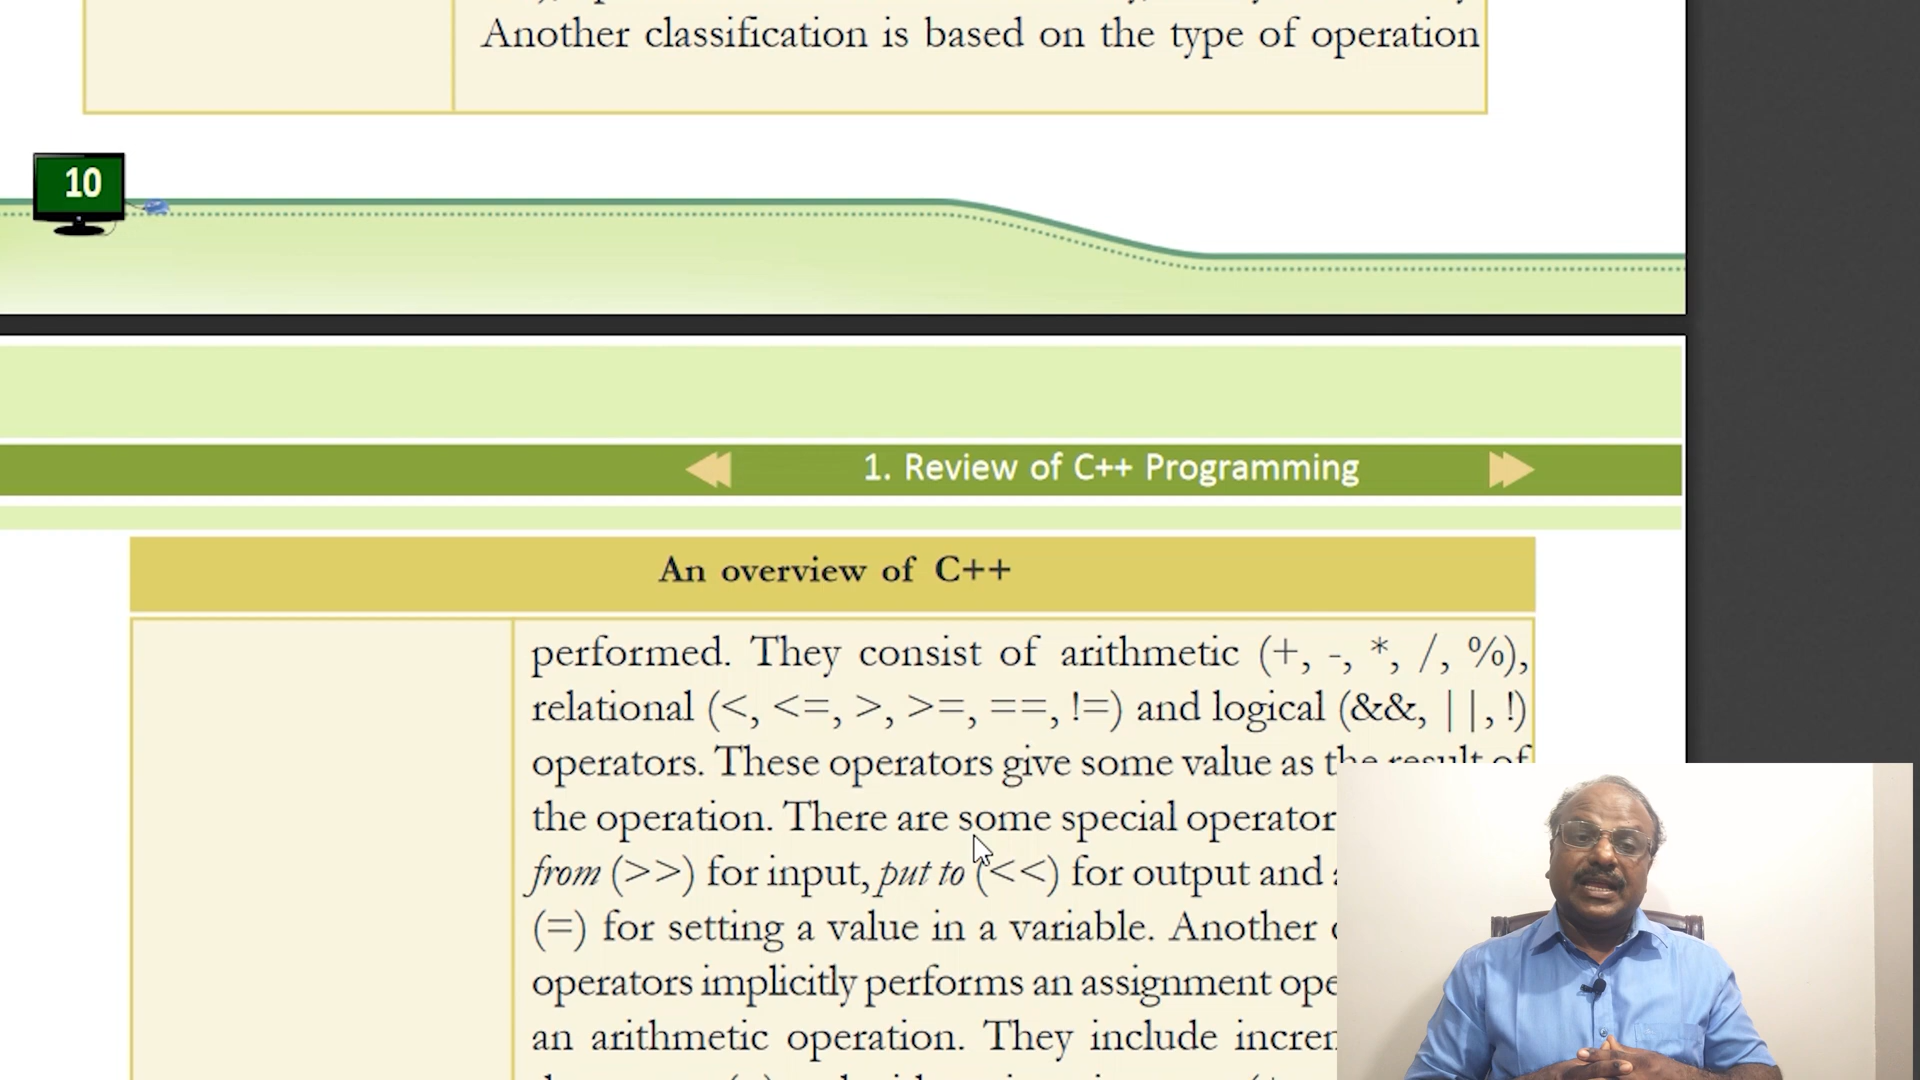 Another classification is based on the type of operation
10
1. Review of C++ Programming
An overview of C++
performed. They consist of arithmetic (+, -, *, /, %),
relational (<, <=, >, >=, ==, !=) and logical (&&, ||, !)
operators. These operators give some value as the result of
the operation. There are some special operator
from (>>) for input, put to (<<) for output and
(=) for setting a value in a variable. Another
operators implicitly performs an assignment ope
an arithmetic operation. They include increm